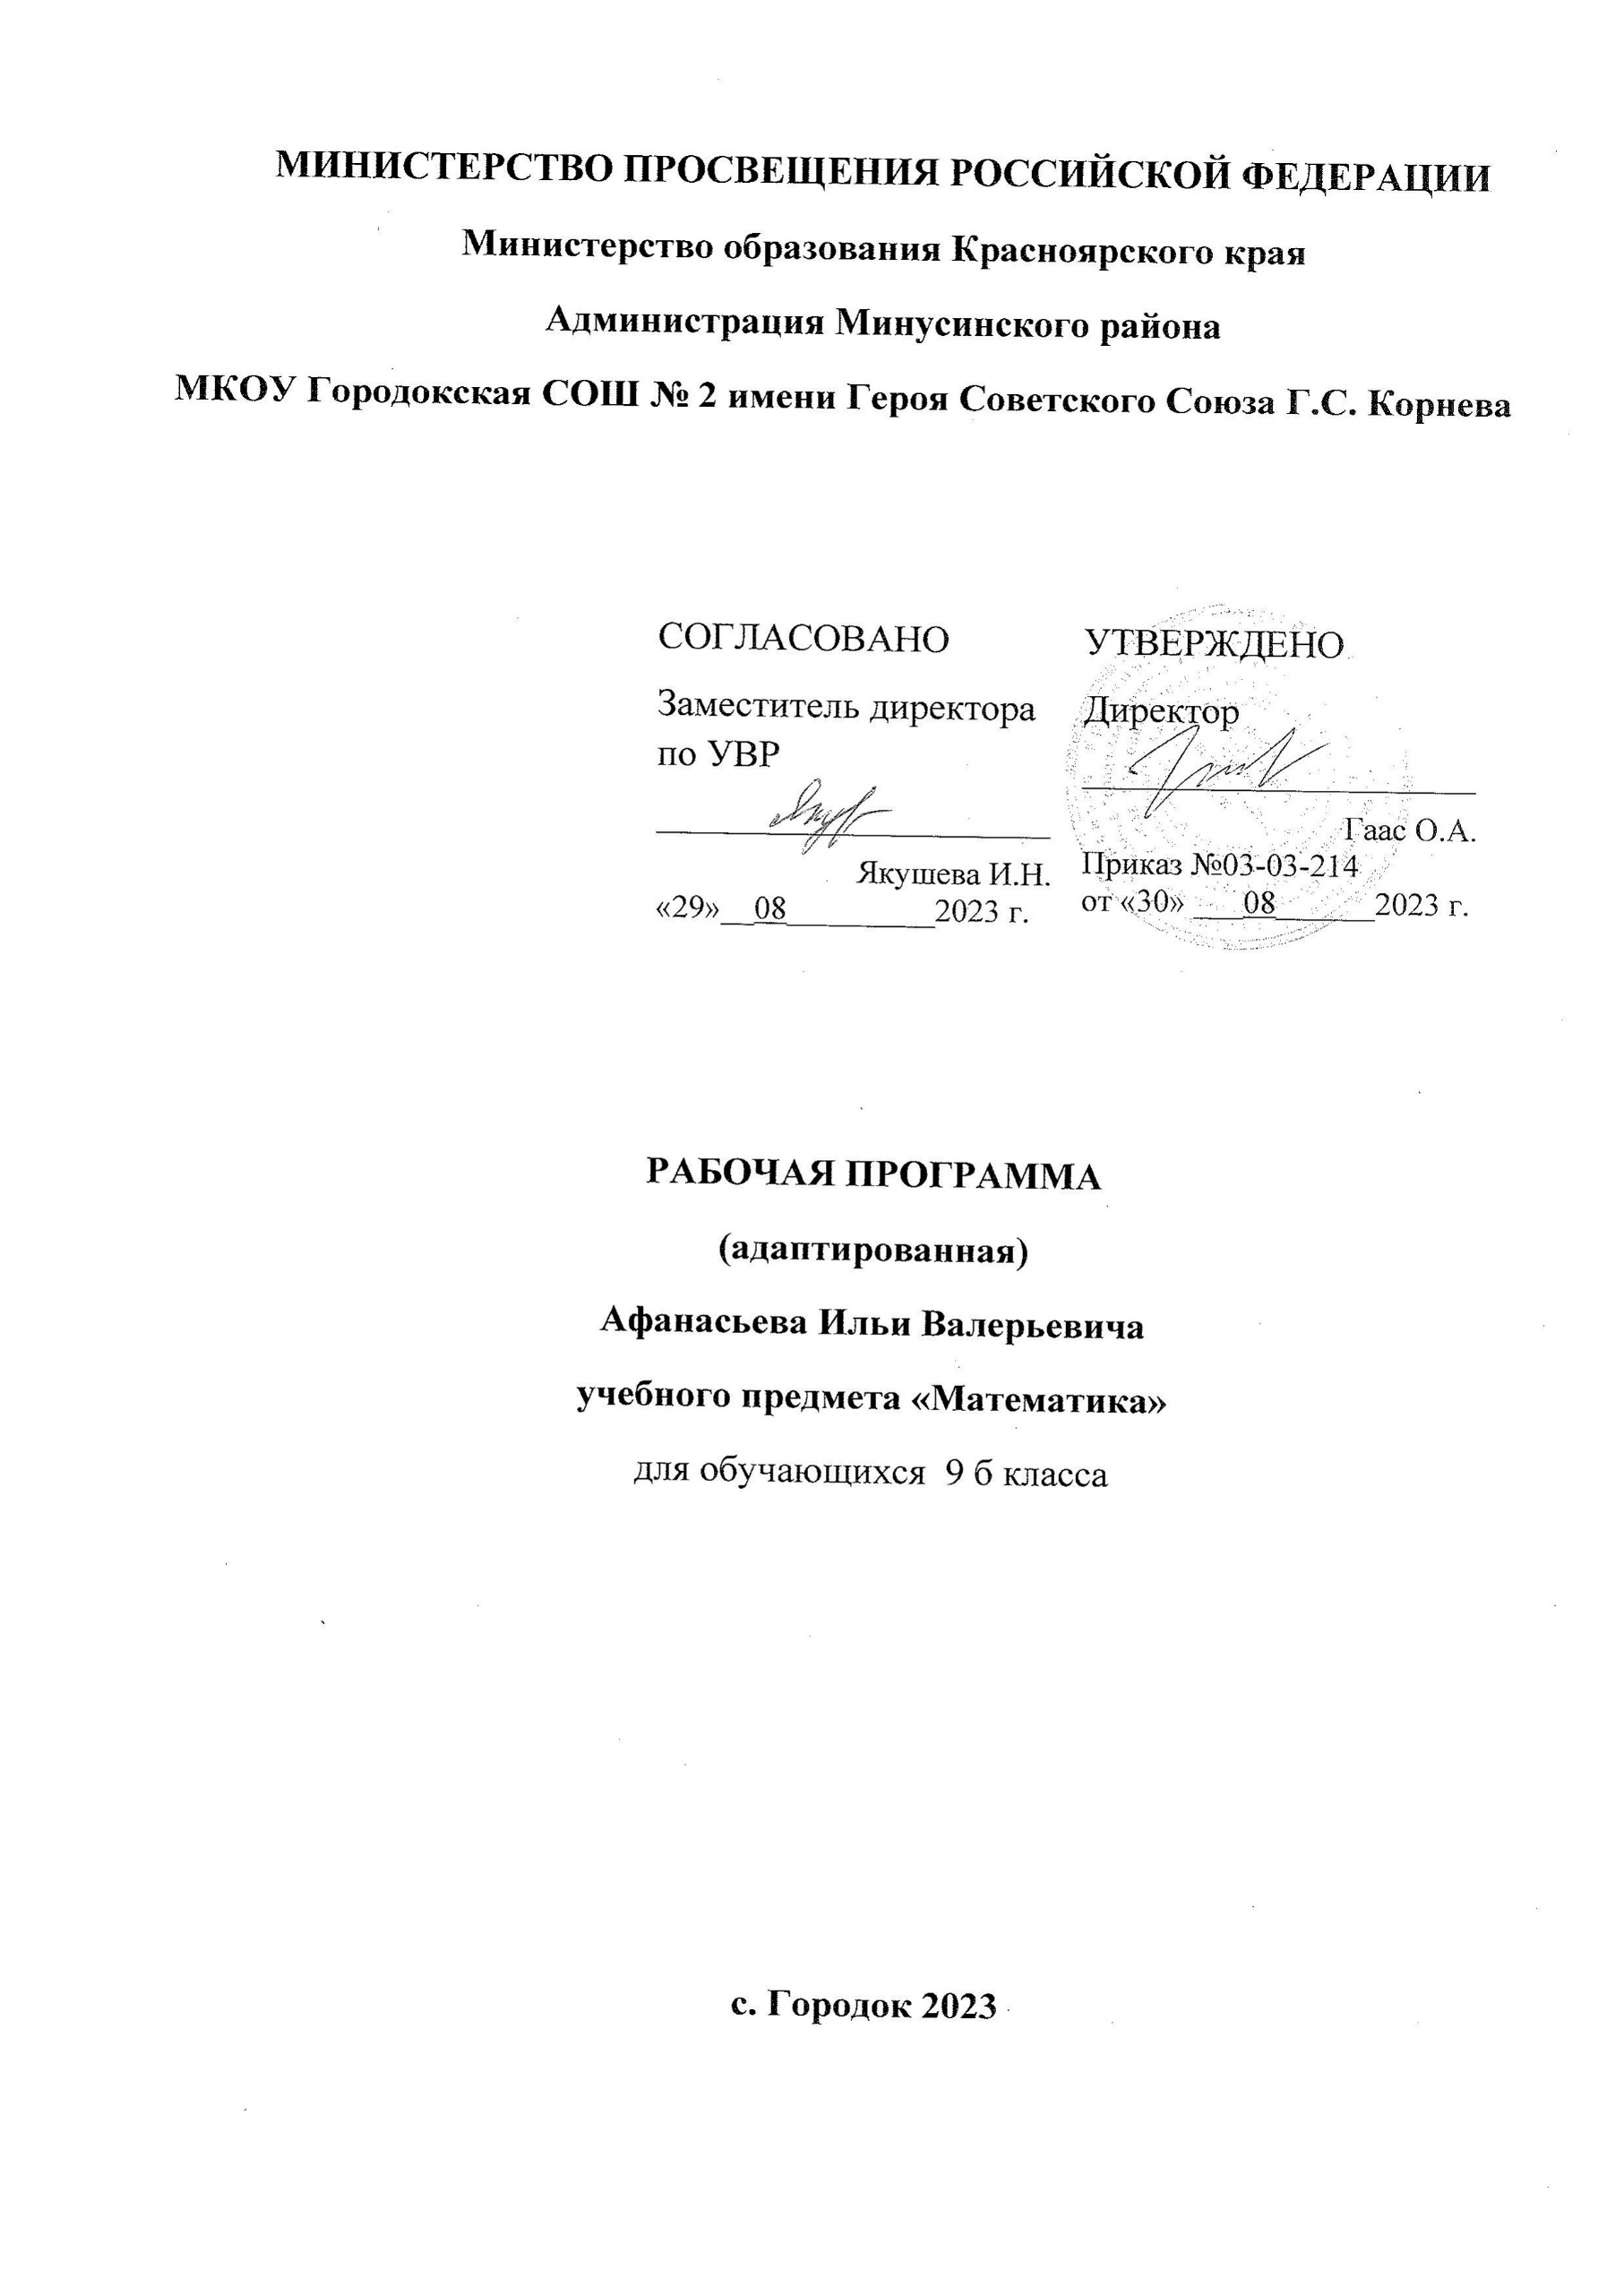 МИНИСТЕРСТВО ПРОСВЕЩЕНИЯ РОССИЙСКОЙ ФЕДЕРАЦИИ
Министерство образования Красноярского края
Администрация Минусинского района
МКОУ Городокская СОШ № 2 имени Героя Советского Союза Г.С. Корнева
СОГЛАСОВАНО
Заместитель директора
по УВР
Якушева И.Н.
«29»__08_________2023 г.
УТВЕРЖДЕНО
Директор
Гаас О.А.
Приказ №03-03-214
от «30» ___08______2023 г.
РАБОЧАЯ ПРОГРАММА
(адаптированная)
Афанасьева Ильи Валерьевича
учебного предмета «Математика»
для обучающихся 9 б класса
с. Городок 2023